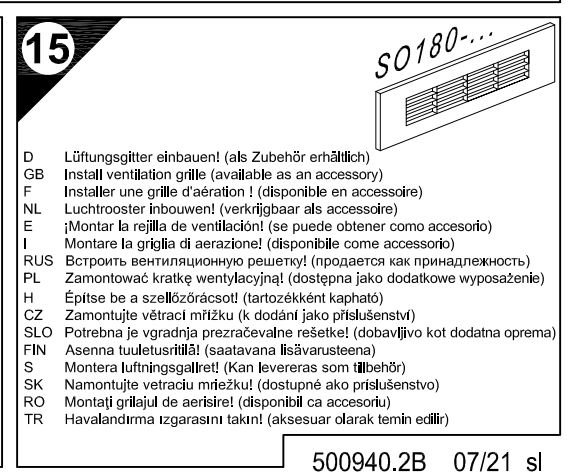 15
SO180-...
D Lüftungsgitter einbauen! (als Zubehör erhältlich)
GB Install ventilation grille (available as an accessory)
F Installer une grille d'aération ! (disponible en accessoire)
NL Luchtrooster inbouwen! (verkrijgbaar als accessoire)
E ¡Montar la rejilla de ventilación! (se puede obtener como accesorio)
I Montare la griglia di aerazione! (disponibile come accessorio)
RUS Встроить вентиляционную решетку! (продается как принадлежность)
PL Zamontować kratkę wentylacyjną! (dostępna jako dodatkowe wyposażenie)
H Építse be a szellőzőrácsot! (tartozékként kapható)
CZ Zamontujte větrací mřížku (k dodání jako příslušenství)
SLO Potrebna je vgradnja prezračevalne rešetke! (dobavljivo kot dodatna oprema)
FIN Asenna tuuletusritilä! (saatavana lisävarusteena)
S Montera luftningsgallret! (Kan levereras som tillbehör)
SK Namontujte vetraciu mriežku! (dostupné ako príslušenstvo)
RO Montaţi grilajul de aerisire! (disponibil ca accesoriu)
TR Havalandırma ızgarasını takın! (aksesuar olarak temin edilir)
500940.2B 07/21 sl